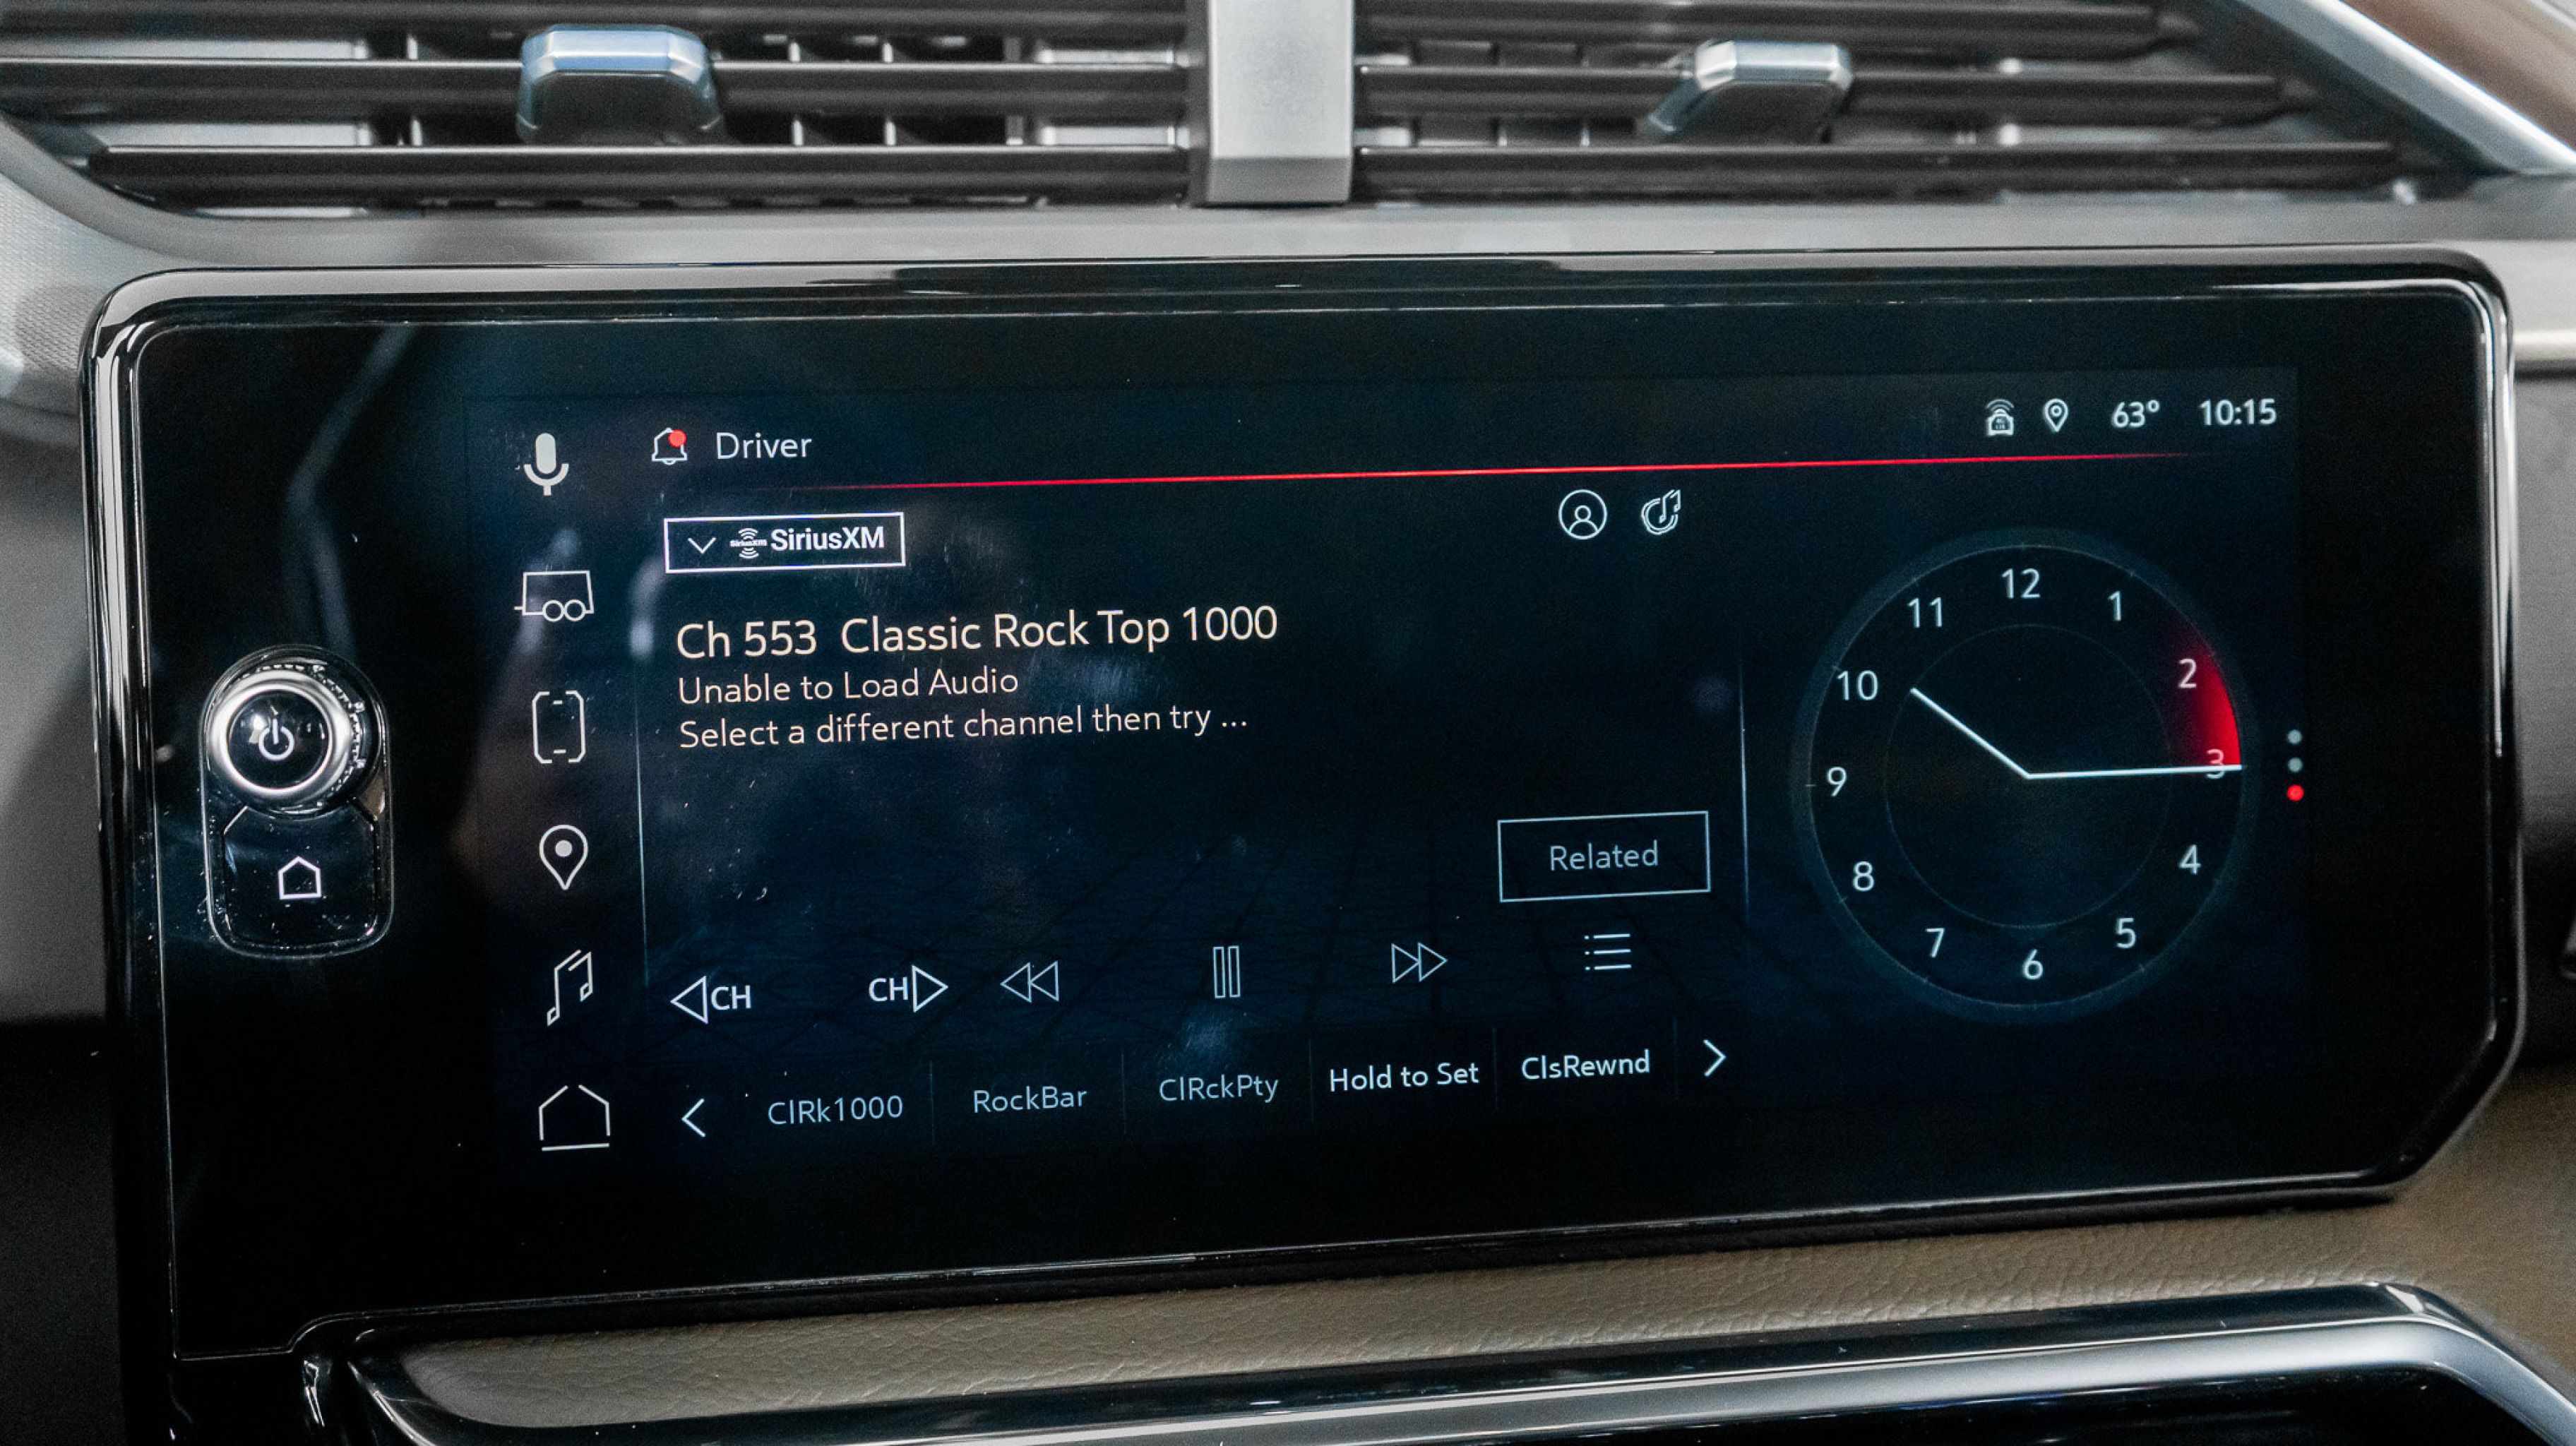 Driver
63° 10:15
SiriusXM SiriusXM
Ch 553 Classic Rock Top 1000
Unable to Load Audio
Select a different channel then try ...
Related
CH CH
ClRk1000 RockBar ClRckPty Hold to Set ClsRewnd
12
1
2
3
4
5
6
7
8
9
10
11